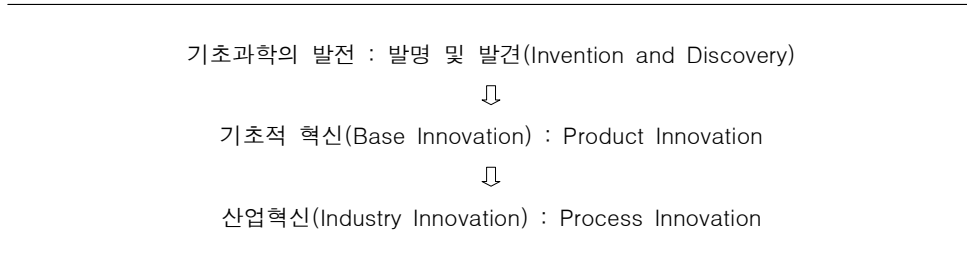 기초과학의 발전 : 발명 및 발견(Invention and Discovery)
⇩
기초적 혁신(Base Innovation) : Product Innovation
⇩
산업혁신(Industry Innovation) : Process Innovation